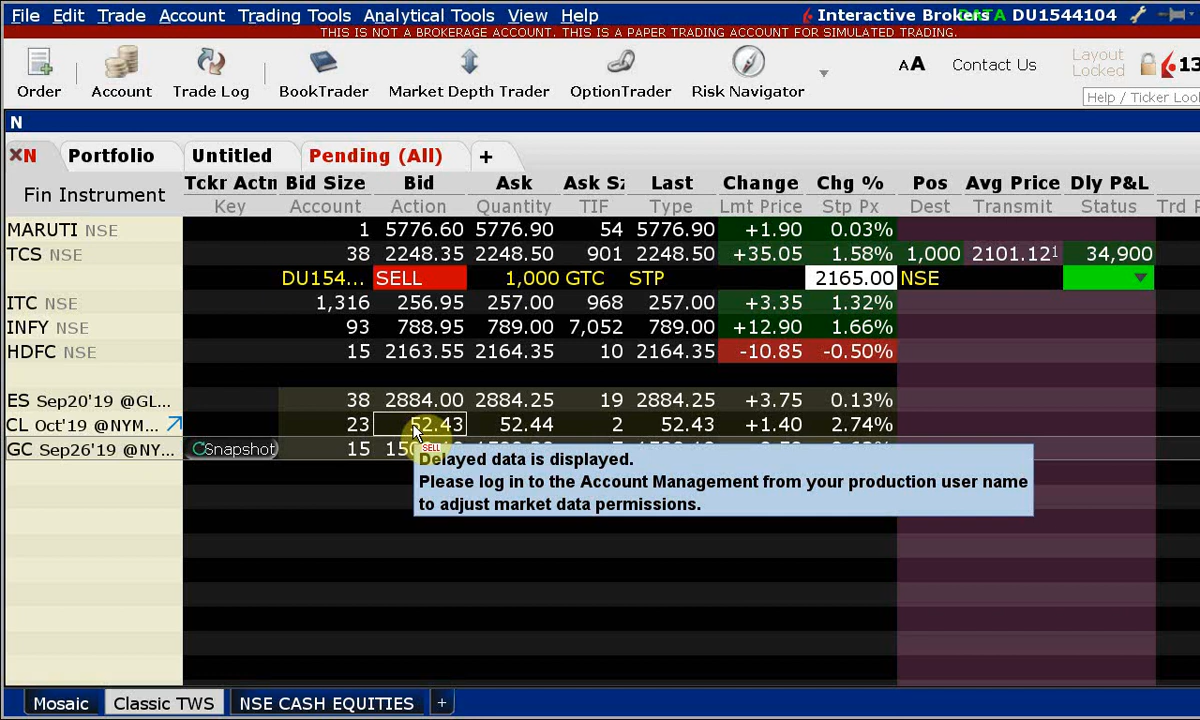 File Edit Trade Account Trading Tools Analytical Tools View Help Interactive Brokers DATA DU1544104
THIS IS NOT A BROKERAGE ACCOUNT. THIS IS A PAPER TRADING ACCOUNT FOR SIMULATED TRADING.
Order Account Trade Log BookTrader Market Depth Trader OptionTrader Risk Navigator AA Contact Us Layout Locked 13
Help / Ticker Loo
N
N Portfolio Untitled Pending (All) +
Fin Instrument Tckr Actn Bid Size Bid Ask Ask Sz Last Change Chg % Pos Avg Price Dly P&L
Key Account Action Quantity TIF Type Lmt Price Stp Px Dest Transmit Status Trd
MARUTI NSE 1 5776.60 5776.90 54 5776.90 +1.90 0.03%
TCS NSE 38 2248.35 2248.50 901 2248.50 +35.05 1.58% 1,000 2101.12¹ 34,900
DU154... SELL 1,000 GTC STP 2165.00 NSE
ITC NSE 1,316 256.95 257.00 968 257.00 +3.35 1.32%
INFY NSE 93 788.95 789.00 7,052 789.00 +12.90 1.66%
HDFC NSE 15 2163.55 2164.35 10 2164.35 -10.85 -0.50%
ES Sep20'19 @GL... 38 2884.00 2884.25 19 2884.25 +3.75 0.13%
CL Oct'19 @NYM... 23 52.43 52.44 2 52.43 +1.40 2.74%
GC Sep26'19 @NY... Snapshot 15
SELL
Delayed data is displayed.
Please log in to the Account Management from your production user name
to adjust market data permissions.
Mosaic Classic TWS NSE CASH EQUITIES +